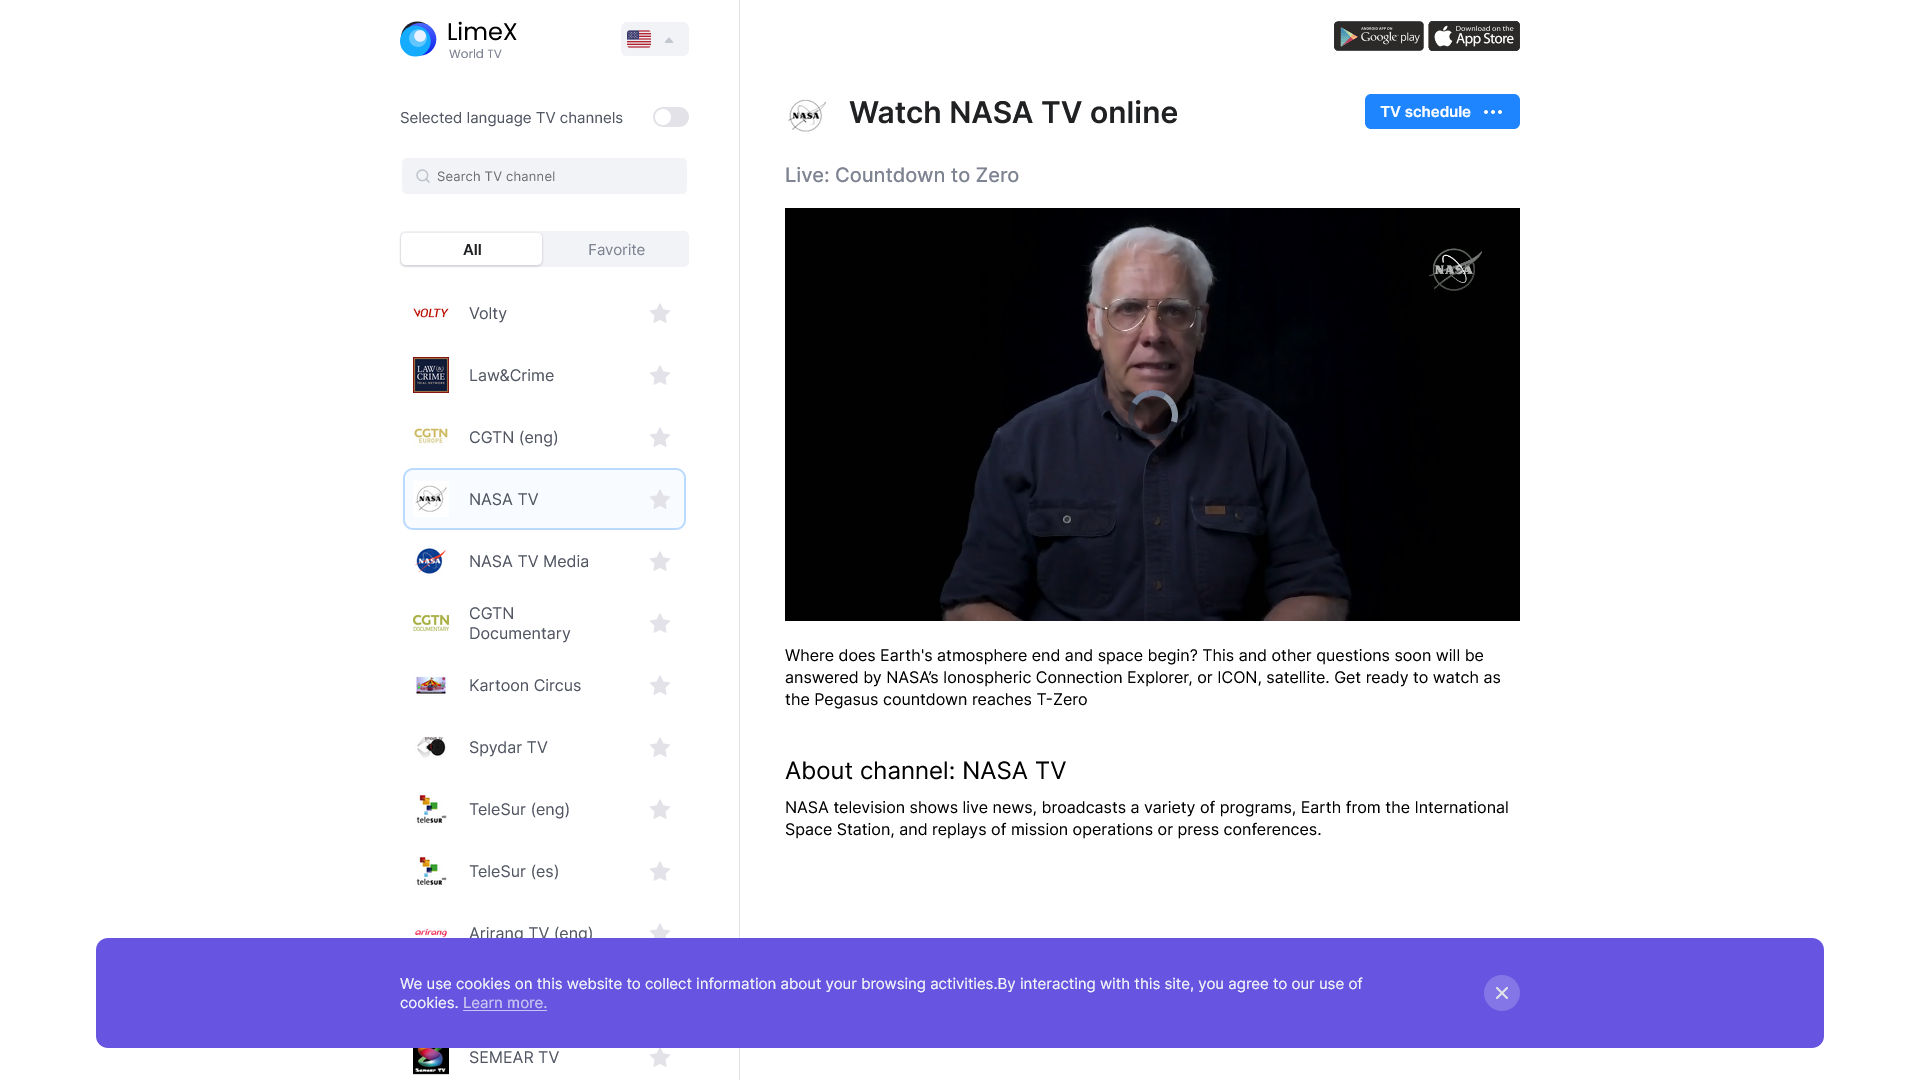 LimeX
World TV
Selected language TV channels
Search TV channel
All
Favorite
VOLTY
Volty
LAW&
CRIME
Law&Crime
CGTN
EUROPE
CGTN (eng)
NASA
NASA TV
NASA
NASA TV Media
CGTN
DOCUMENTARY
CGTN
Documentary
Kartoon Circus
Spydar TV
teleSUR
TeleSur (eng)
teleSUR
TeleSur (es)
arirang
Arirang TV (eng)
Semear TV
SEMEAR TV
ANDROID APP ON
Google play
Download on the
App Store
NASA
Watch NASA TV online
TV schedule
Live: Countdown to Zero
NASA
Where does Earth's atmosphere end and space begin? This and other questions soon will be
answered by NASA’s Ionospheric Connection Explorer, or ICON, satellite. Get ready to watch as
the Pegasus countdown reaches T-Zero
About channel: NASA TV
NASA television shows live news, broadcasts a variety of programs, Earth from the International
Space Station, and replays of mission operations or press conferences.
We use cookies on this website to collect information about your browsing activities.By interacting with this site, you agree to our use of
cookies. Learn more.